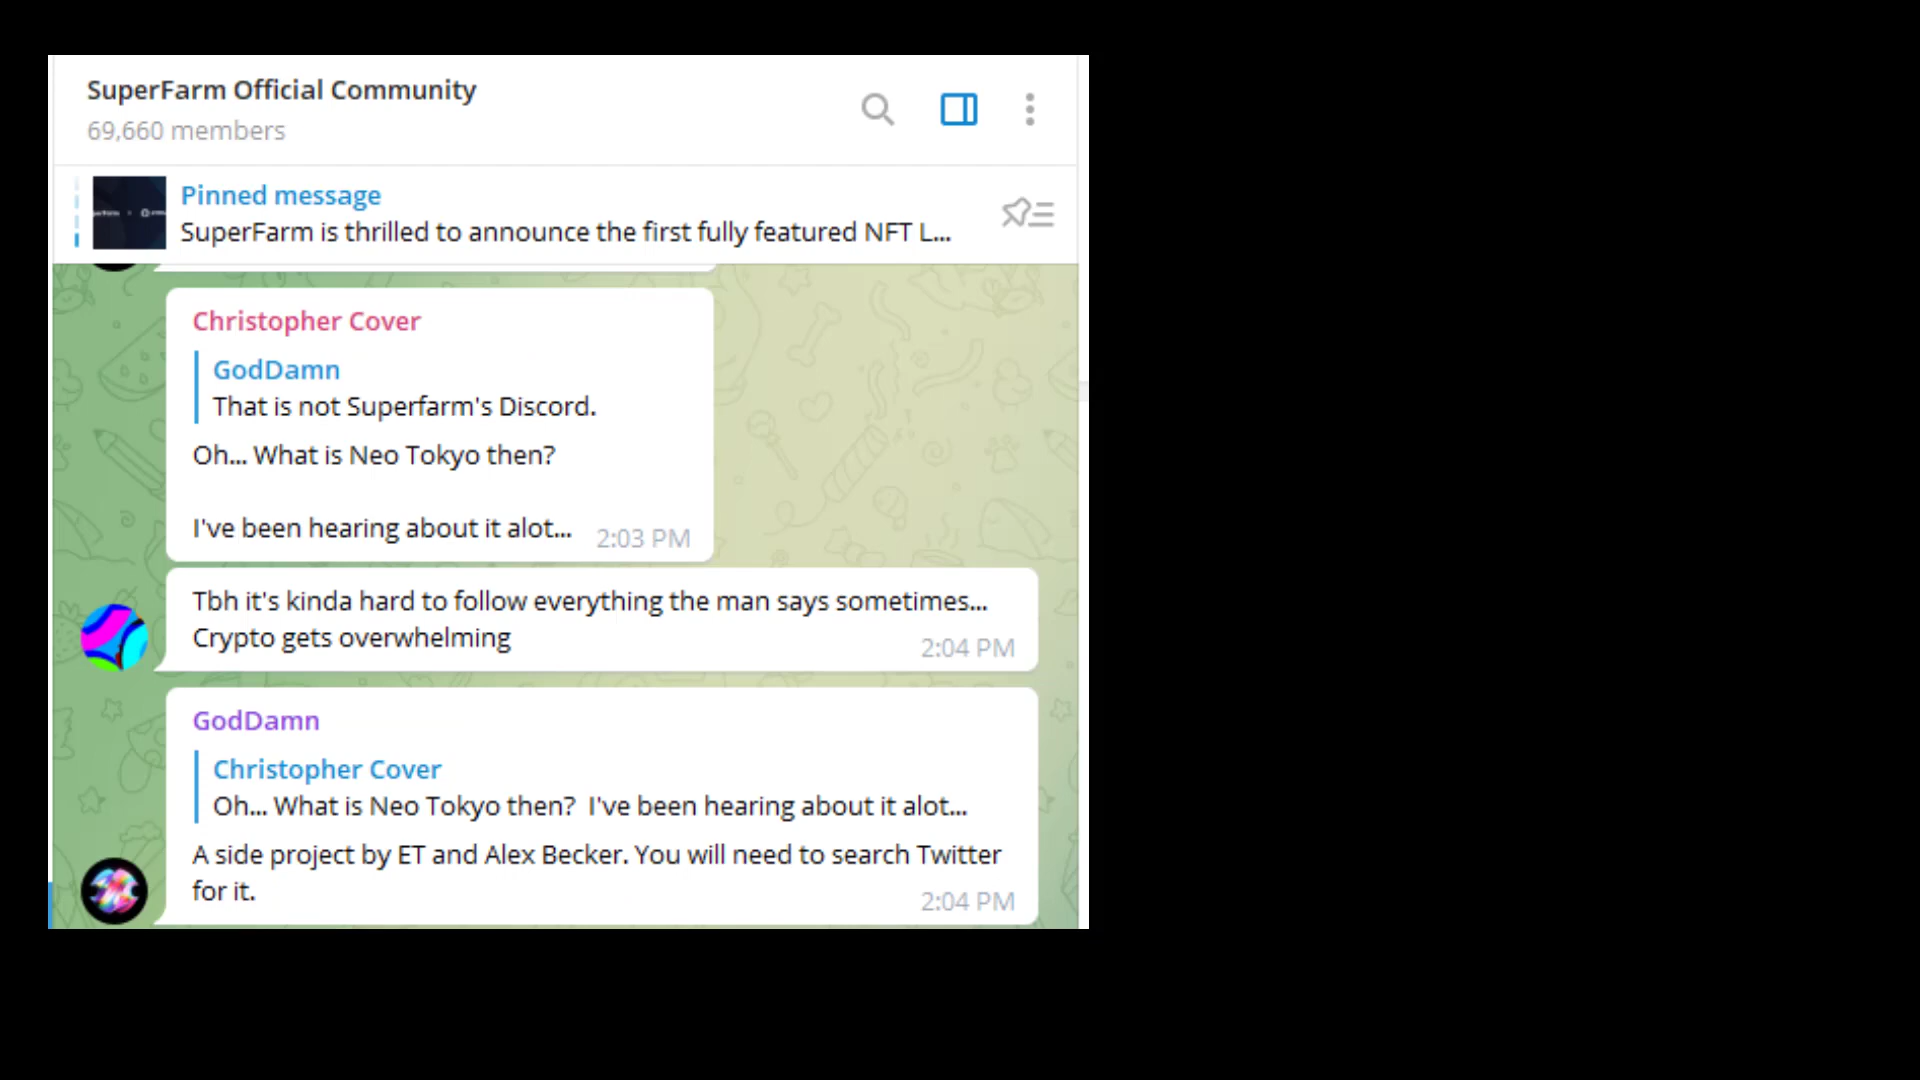 SuperFarm Official Community
69,660 members
Pinned message
SuperFarm is thrilled to announce the first fully featured NFT L...
Christopher Cover
GodDamn
That is not Superfarm's Discord.
Oh... What is Neo Tokyo then?
I've been hearing about it alot...
2:03 PM
Tbh it's kinda hard to follow everything the man says sometimes...
Crypto gets overwhelming
2:04 PM
GodDamn
Christopher Cover
Oh... What is Neo Tokyo then?  I've been hearing about it alot...
A side project by ET and Alex Becker. You will need to search Twitter
for it.
2:04 PM